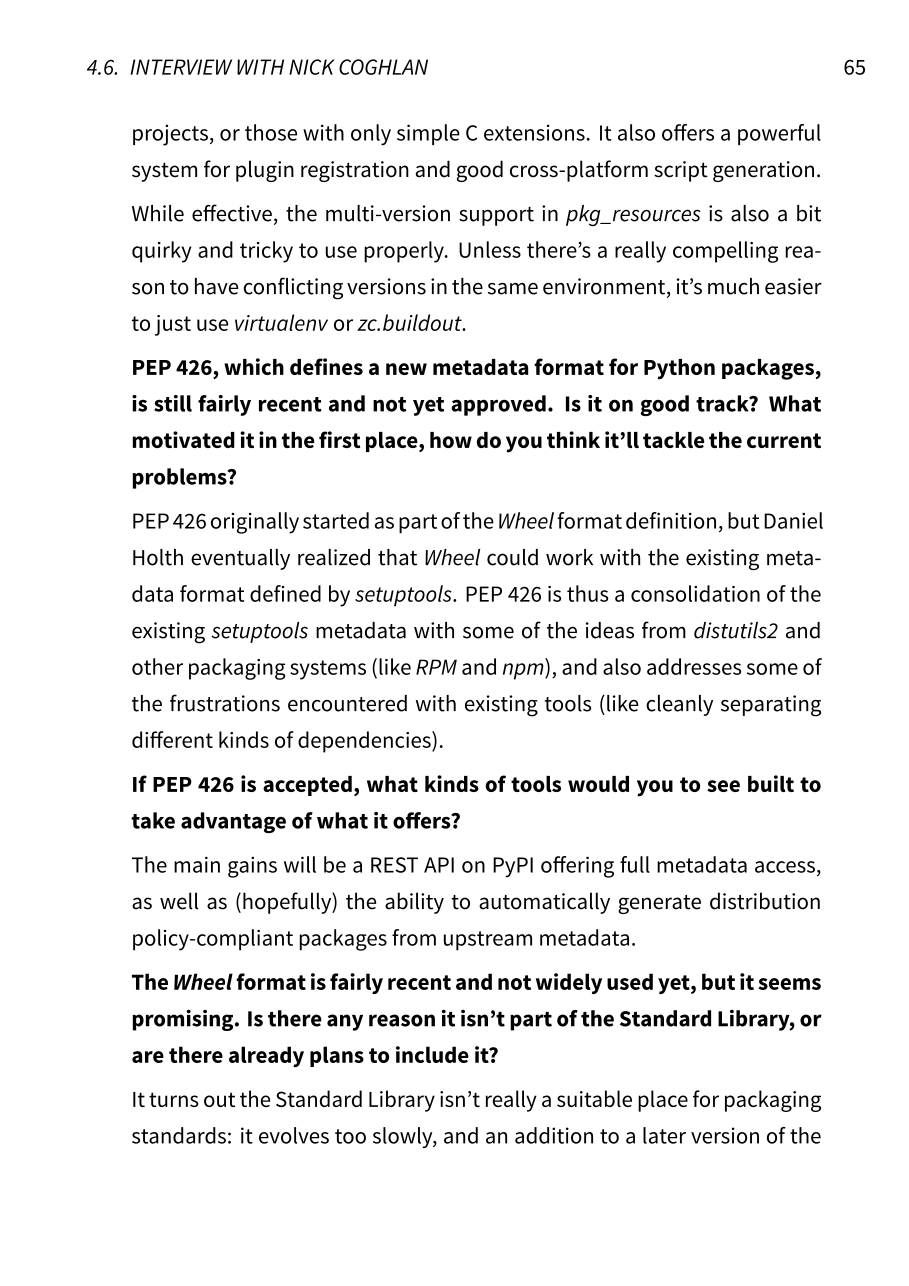 4.6. INTERVIEW WITH NICK COGHLAN 65
projects, or those with only simple C extensions. It also offers a powerful
system for plugin registration and good cross-platform script generation.
While effective, the multi-version support in pkg_resources is also a bit
quirky and tricky to use properly. Unless there’s a really compelling rea-
son to have conflicting versions in the same environment, it’s much easier
to just use virtualenv or zc.buildout.
PEP 426, which defines a new metadata format for Python packages,
is still fairly recent and not yet approved. Is it on good track? What
motivated it in the first place, how do you think it’ll tackle the current
problems?
PEP 426 originally started as part of the Wheel format definition, but Daniel
Holth eventually realized that Wheel could work with the existing meta-
data format defined by setuptools. PEP 426 is thus a consolidation of the
existing setuptools metadata with some of the ideas from distutils2 and
other packaging systems (like RPM and npm), and also addresses some of
the frustrations encountered with existing tools (like cleanly separating
different kinds of dependencies).
If PEP 426 is accepted, what kinds of tools would you to see built to
take advantage of what it offers?
The main gains will be a REST API on PyPI offering full metadata access,
as well as (hopefully) the ability to automatically generate distribution
policy-compliant packages from upstream metadata.
The Wheel format is fairly recent and not widely used yet, but it seems
promising. Is there any reason it isn’t part of the Standard Library, or
are there already plans to include it?
It turns out the Standard Library isn’t really a suitable place for packaging
standards: it evolves too slowly, and an addition to a later version of the